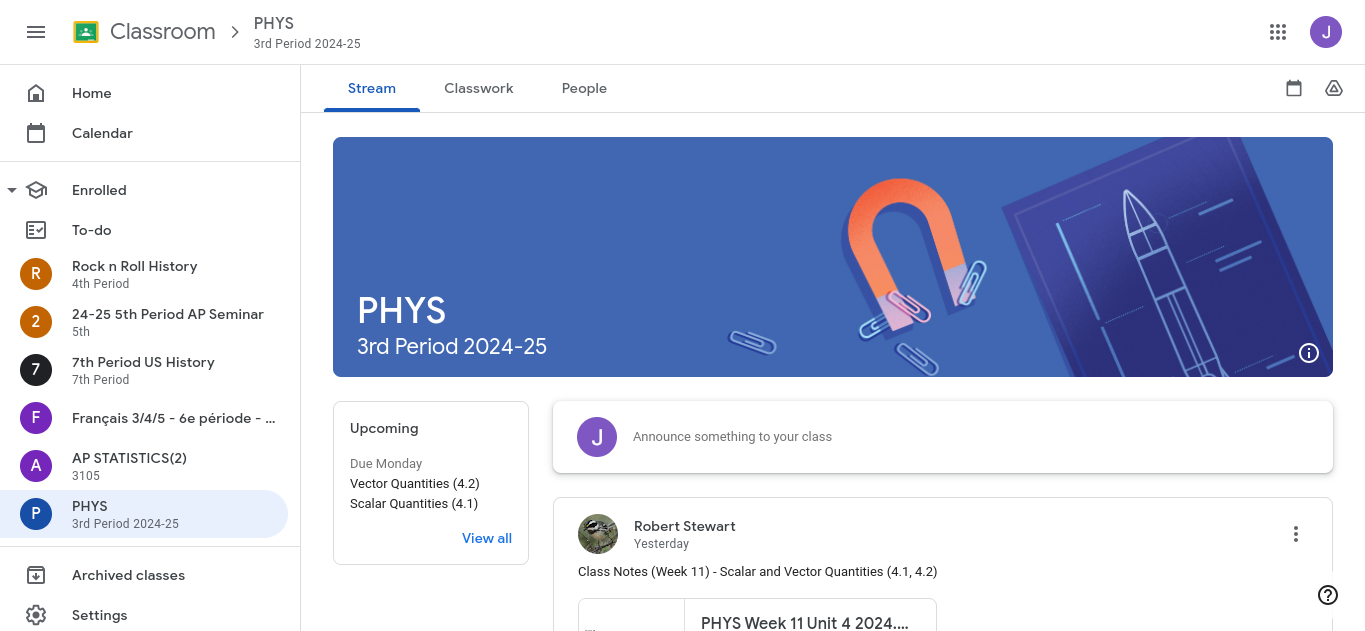 Classroom
PHYS
3rd Period 2024-25
J
Home
Calendar
Enrolled
To-do
R
Rock n Roll History
4th Period
2
24-25 5th Period AP Seminar
5th
7
7th Period US History
7th Period
F
Français 3/4/5 - 6e période - ...
A
AP STATISTICS(2)
3105
P
PHYS
3rd Period 2024-25
Archived classes
Settings
Stream
Classwork
People
PHYS
3rd Period 2024-25
Upcoming
Due Monday
Vector Quantities (4.2)
Scalar Quantities (4.1)
View all
J
Announce something to your class
Robert Stewart
Yesterday
Class Notes (Week 11) - Scalar and Vector Quantities (4.1, 4.2)
PHYS Week 11 Unit 4 2024....